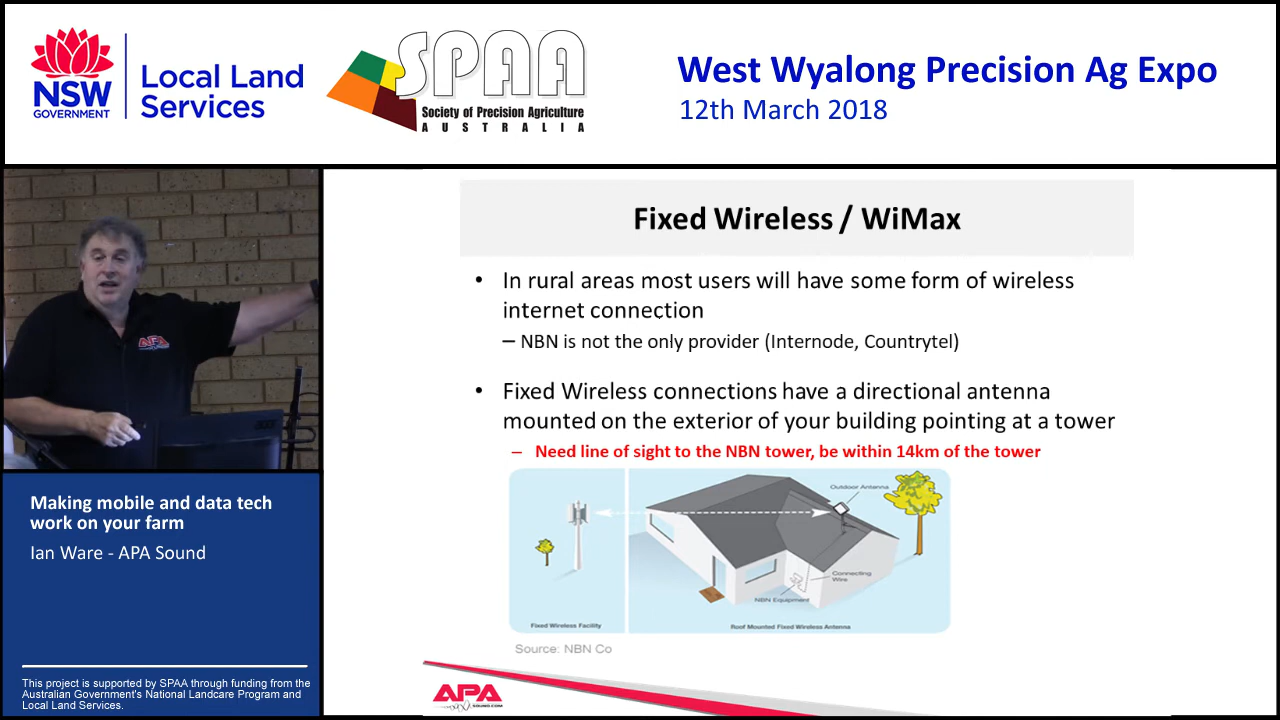 NSW
GOVERNMENT
Local Land
Services
SPAA
Society of Precision Agriculture
AUSTRALIA
West Wyalong Precision Ag Expo
12th March 2018
APA
acer
Making mobile and data tech
work on your farm
Ian Ware - APA Sound
This project is supported by SPAA through funding from the
Australian Government's National Landcare Program and
Local Land Services.
Fixed Wireless / WiMax
• In rural areas most users will have some form of wireless
internet connection
– NBN is not the only provider (Internode, Countrytel)
• Fixed Wireless connections have a directional antenna
mounted on the exterior of your building pointing at a tower
– Need line of sight to the NBN tower, be within 14km of the tower
Outdoor Antenna
Connecting
Wire
NBN Equipment
Fixed Wireless Facility
Roof Mounted Fixed Wireless Antenna
Source: NBN Co
APA
SOUND.COM